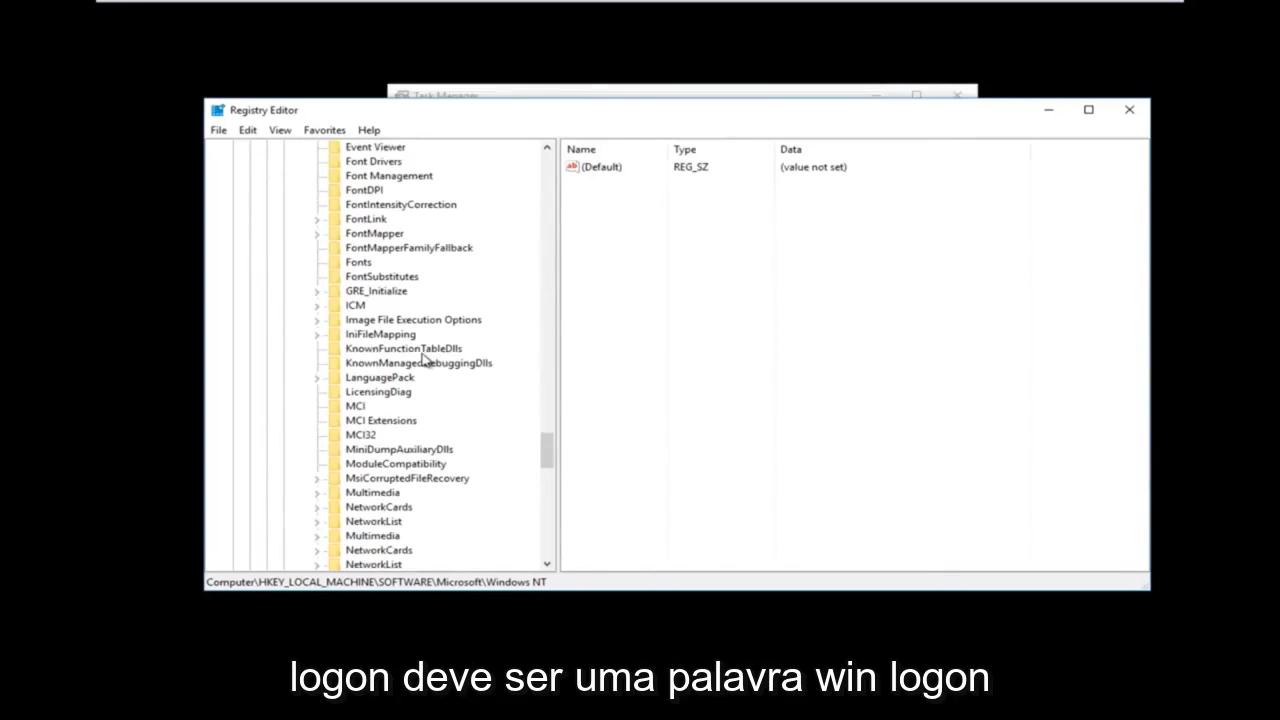 Task Manager
Registry Editor
File Edit View Favorites Help
Event Viewer
Font Drivers
Font Management
FontDPI
FontIntensityCorrection
FontLink
FontMapper
FontMapperFamilyFallback
Fonts
FontSubstitutes
GRE_Initialize
ICM
Image File Execution Options
IniFileMapping
KnownFunctionTableDlls
KnownManagedDebuggingDlls
LanguagePack
LicensingDiag
MCI
MCI Extensions
MCI32
MiniDumpAuxiliaryDlls
ModuleCompatibility
MsiCorruptedFileRecovery
Multimedia
NetworkCards
NetworkList
Multimedia
NetworkCards
NetworkList
Name Type Data
ab (Default) REG_SZ (value not set)
Computer\HKEY_LOCAL_MACHINE\SOFTWARE\Microsoft\Windows NT
logon deve ser uma palavra win logon